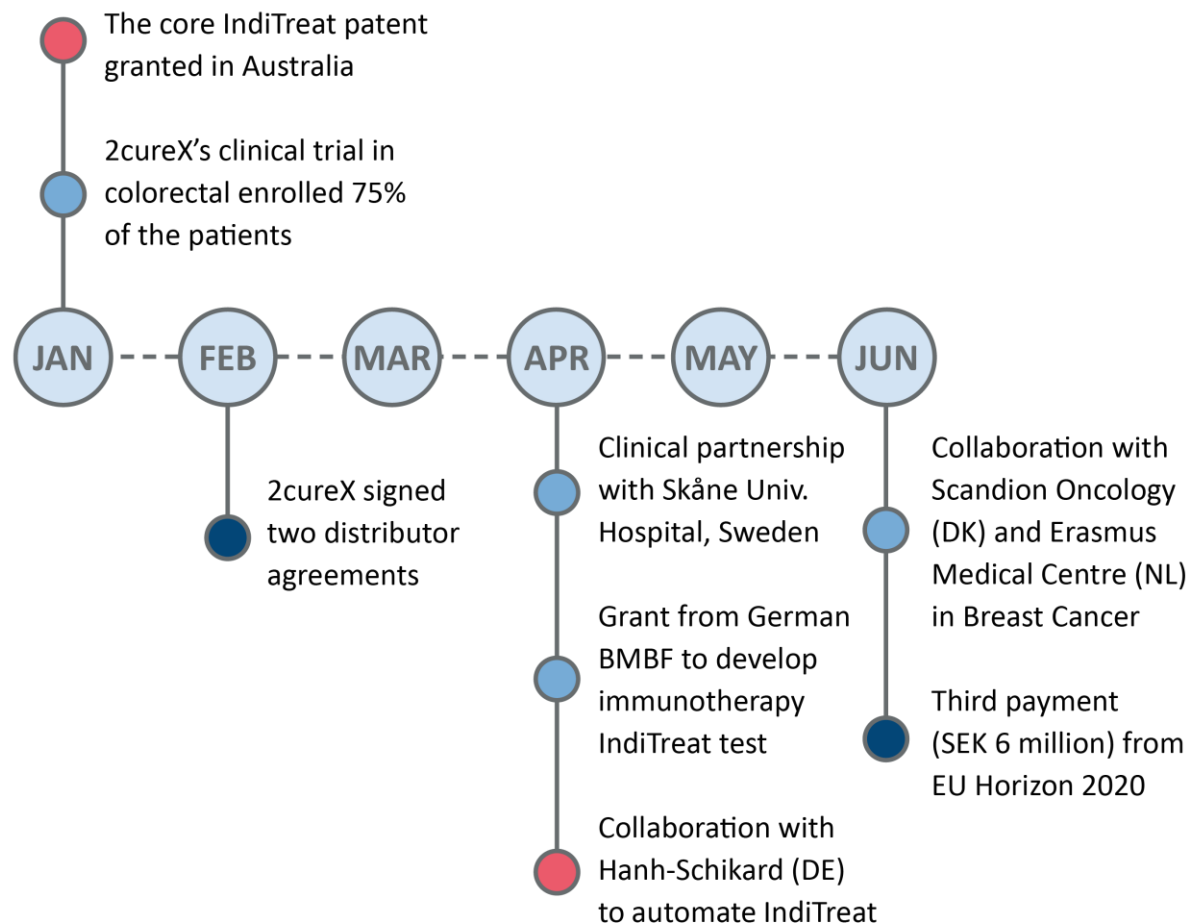 The core IndiTreat patent
granted in Australia
2cureX’s clinical trial in
colorectal enrolled 75%
of the patients
JAN
FEB
MAR
APR
MAY
JUN
2cureX signed
two distributor
agreements
Clinical partnership
with Skåne Univ.
Hospital, Sweden
Grant from German
BMBF to develop
immunotherapy
IndiTreat test
Collaboration with
Hanh-Schikard (DE)
to automate IndiTreat
Collaboration with
Scandion Oncology
(DK) and Erasmus
Medical Centre (NL)
in Breast Cancer
Third payment
(SEK 6 million) from
EU Horizon 2020